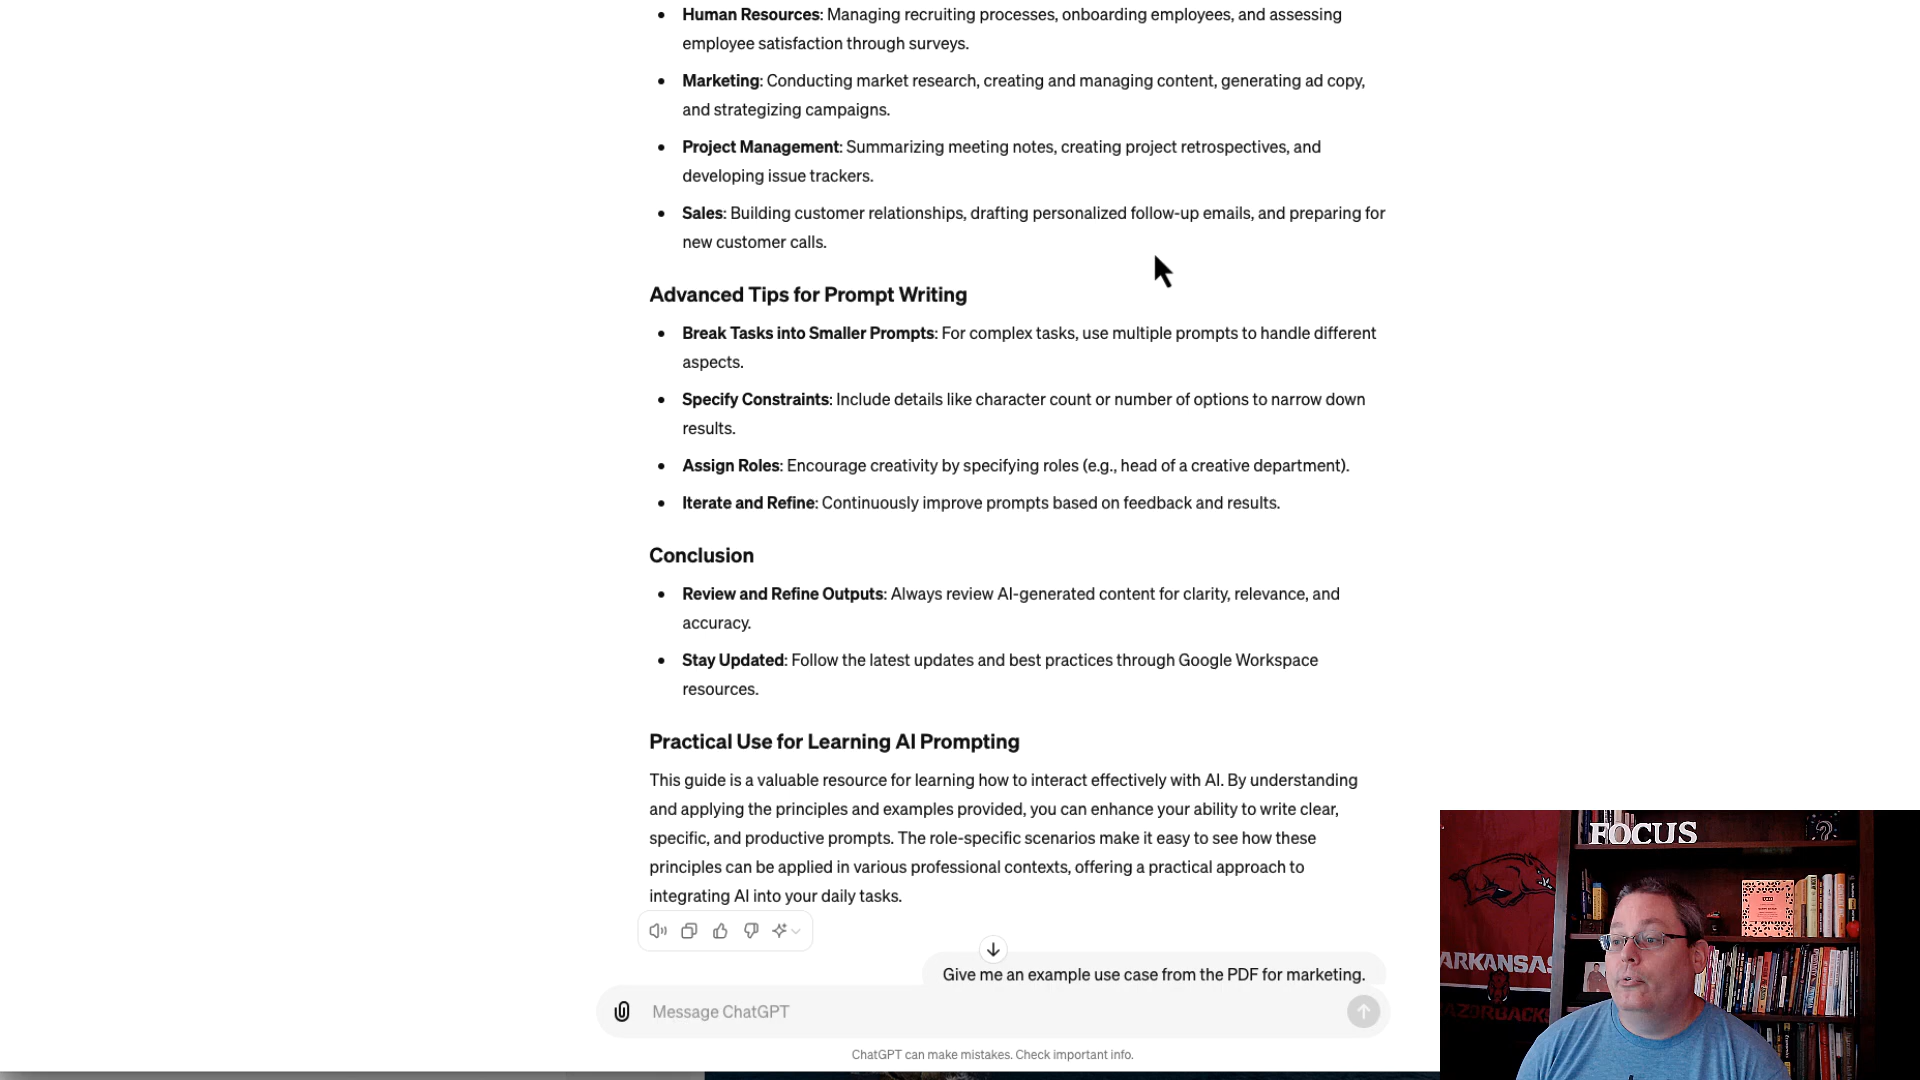 Human Resources: Managing recruiting processes, onboarding employees, and assessing
employee satisfaction through surveys.
Marketing: Conducting market research, creating and managing content, generating ad copy,
and strategizing campaigns.
Project Management: Summarizing meeting notes, creating project retrospectives, and
developing issue trackers.
Sales: Building customer relationships, drafting personalized follow-up emails, and preparing for
new customer calls.
Advanced Tips for Prompt Writing
Break Tasks into Smaller Prompts: For complex tasks, use multiple prompts to handle different
aspects.
Specify Constraints: Include details like character count or number of options to narrow down
results.
Assign Roles: Encourage creativity by specifying roles (e.g., head of a creative department).
Iterate and Refine: Continuously improve prompts based on feedback and results.
Conclusion
Review and Refine Outputs: Always review AI-generated content for clarity, relevance, and
accuracy.
Stay Updated: Follow the latest updates and best practices through Google Workspace
resources.
Practical Use for Learning AI Prompting
This guide is a valuable resource for learning how to interact effectively with AI. By understanding
and applying the principles and examples provided, you can enhance your ability to write clear,
specific, and productive prompts. The role-specific scenarios make it easy to see how these
principles can be applied in various professional contexts, offering a practical approach to
integrating AI into your daily tasks.
Give me an example use case from the PDF for marketing.
Message ChatGPT
ChatGPT can make mistakes. Check important info.
FOCUS
?
ARKANSAS
RAZORBACKS